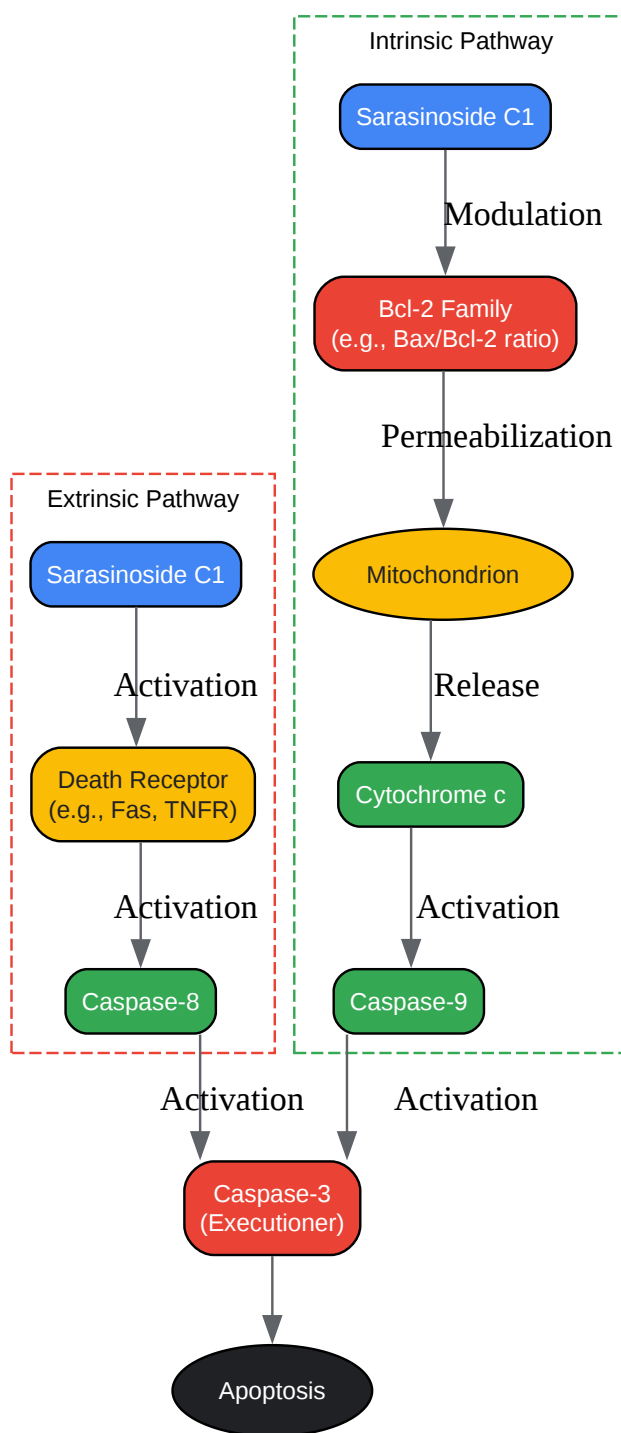 Intrinsic Pathway
Sarasinoside C1
Modulation
Bcl-2 Family
(e.g., Bax/Bcl-2 ratio)
Permeabilization
Mitochondrion
Release
Cytochrome c
Activation
Caspase-9
Activation
Extrinsic Pathway
Sarasinoside C1
Activation
Death Receptor
(e.g., Fas, TNFR)
Activation
Caspase-8
Activation
Caspase-3
(Executioner)
Apoptosis